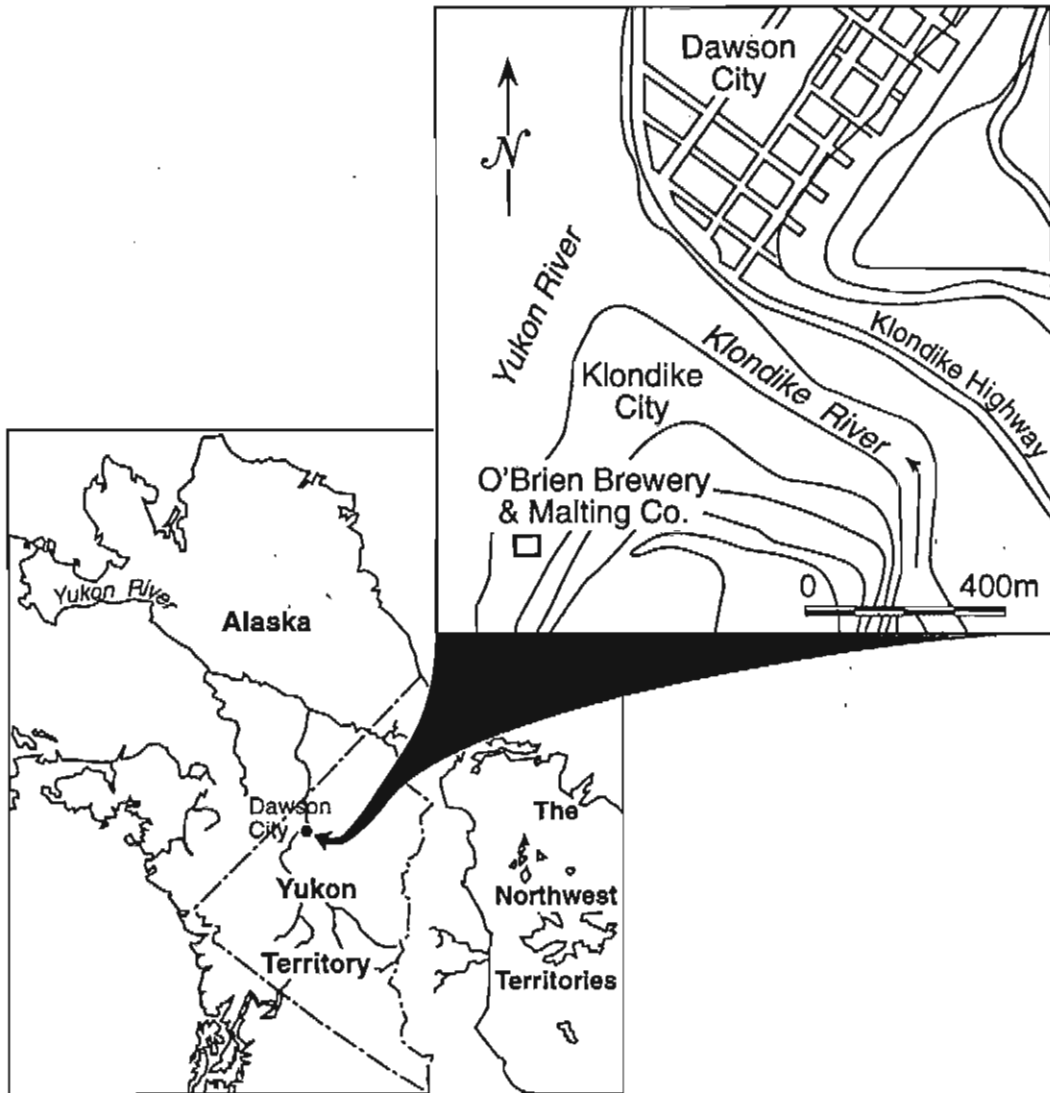 Dawson
City
N
Yukon River
Klondike River
Klondike Highway
Klondike
City
O'Brien Brewery
& Malting Co.
0 400m
Yukon River
Alaska
Dawson
City
Yukon
Territory
The
Northwest
Territories